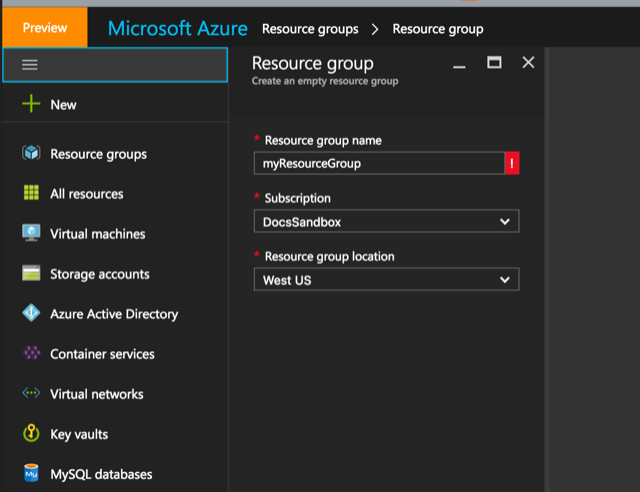 Preview
Microsoft Azure Resource groups > Resource group
Resource group
Create an empty resource group
New
Resource groups
All resources
Virtual machines
Storage accounts
Azure Active Directory
Container services
Virtual networks
Key vaults
My
MySQL databases
* Resource group name
myResourceGroup
!
* Subscription
DocsSandbox
* Resource group location
West US